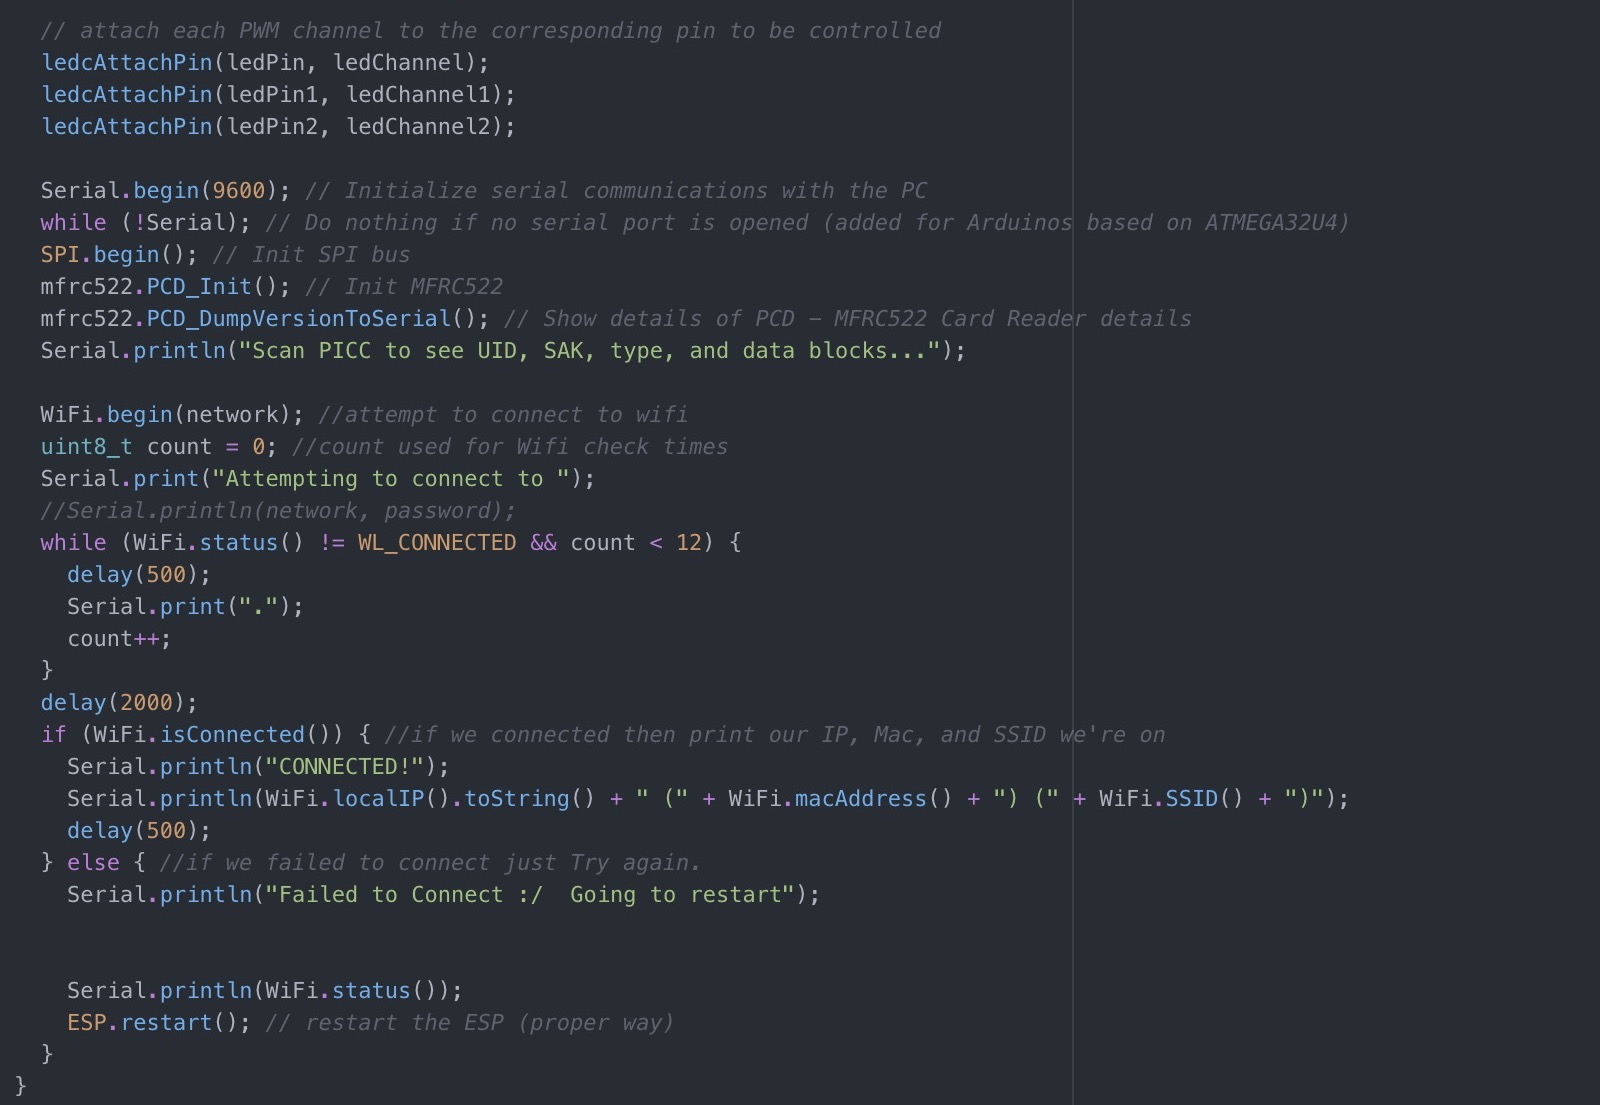 // attach each PWM channel to the corresponding pin to be controlled
ledcAttachPin(ledPin, ledChannel);
ledcAttachPin(ledPin1, ledChannel1);
ledcAttachPin(ledPin2, ledChannel2);
Serial.begin(9600); // Initialize serial communications with the PC
while (!Serial); // Do nothing if no serial port is opened (added for Arduinos based on ATMEGA32U4)
SPI.begin(); // Init SPI bus
mfrc522.PCD_Init(); // Init MFRC522
mfrc522.PCD_DumpVersionToSerial(); // Show details of PCD – MFRC522 Card Reader details
Serial.println("Scan PICC to see UID, SAK, type, and data blocks...");
WiFi.begin(network); //attempt to connect to wifi
uint8_t count = 0; //count used for Wifi check times
Serial.print("Attempting to connect to ");
//Serial.println(network, password);
while (WiFi.status() != WL_CONNECTED && count < 12) {
delay(500);
Serial.print(".");
count++;
}
delay(2000);
if (WiFi.isConnected()) { //if we connected then print our IP, Mac, and SSID we're on
Serial.println("CONNECTED!");
Serial.println(WiFi.localIP().toString() + " (" + WiFi.macAddress() + ") (" + WiFi.SSID() + ")");
delay(500);
} else { //if we failed to connect just Try again.
Serial.println("Failed to Connect :/  Going to restart");
Serial.println(WiFi.status());
ESP.restart(); // restart the ESP (proper way)
}
}